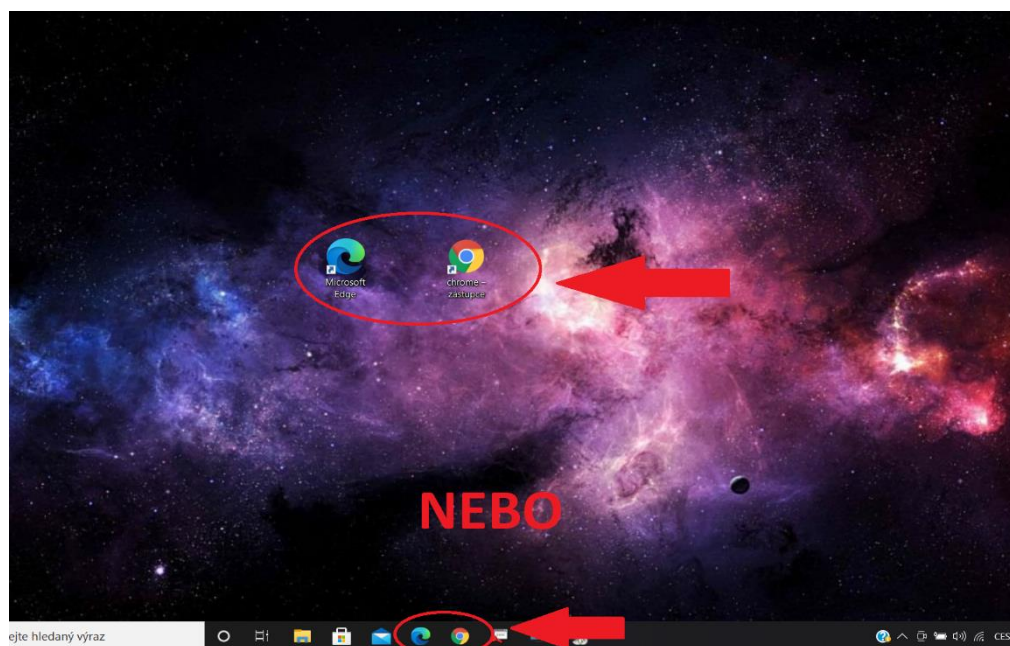 Microsoft
Edge
chrome –
zástupce
NEBO
ejte hledaný výraz
CES